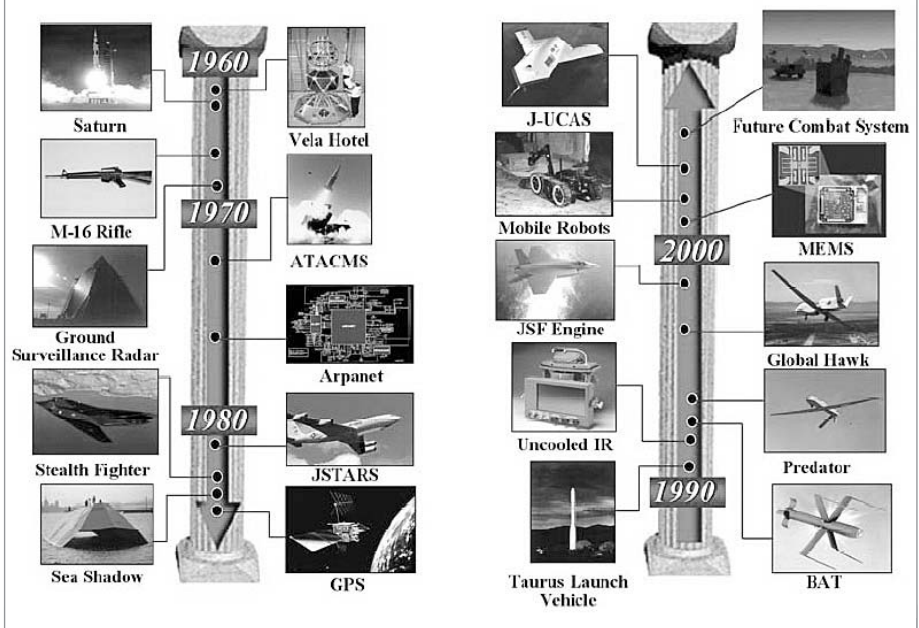 1960
Saturn
Vela Hotel
M-16 Rifle
1970
ATACMS
Ground
Surveillance Radar
Arpanet
1980
Stealth Fighter
JSTARS
Sea Shadow
GPS
J-UCAS
Future Combat System
Mobile Robots
2000
MEMS
JSF Engine
Global Hawk
Uncooled IR
Predator
1990
Taurus Launch
Vehicle
BAT